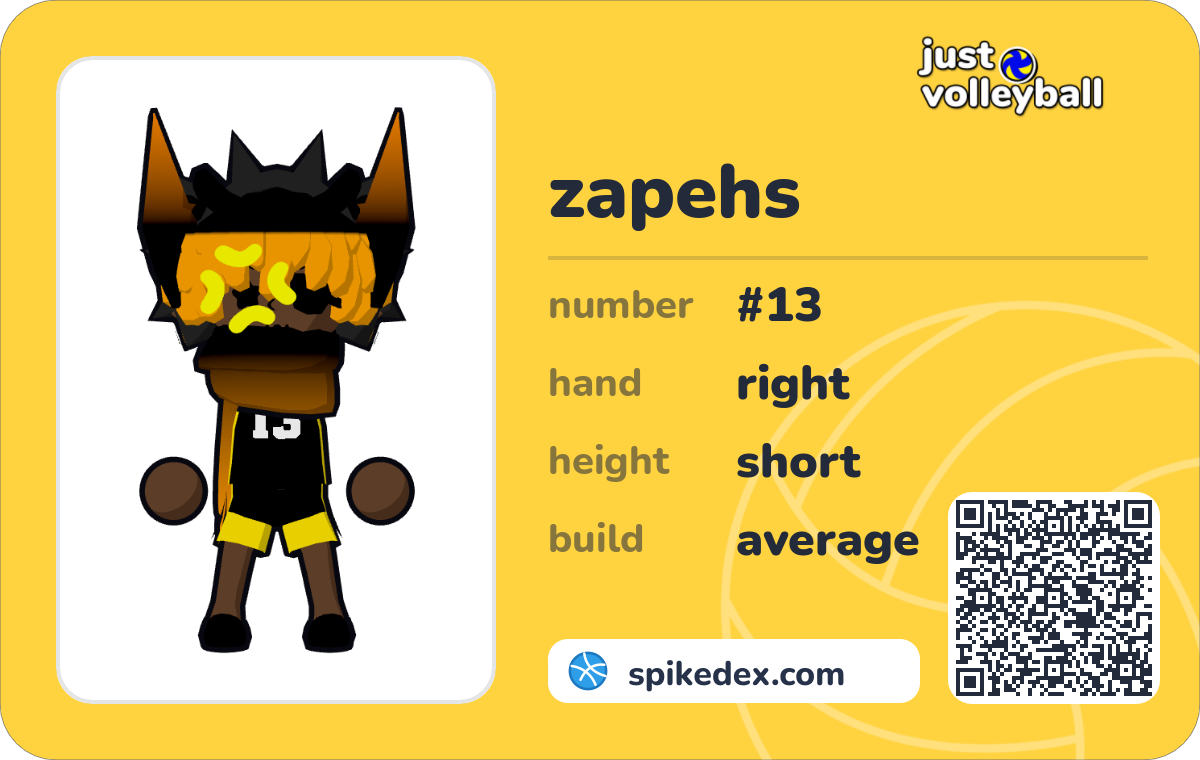 just
volleyball
zapehs
number #13
hand right
height short
build average
13
spikedex.com